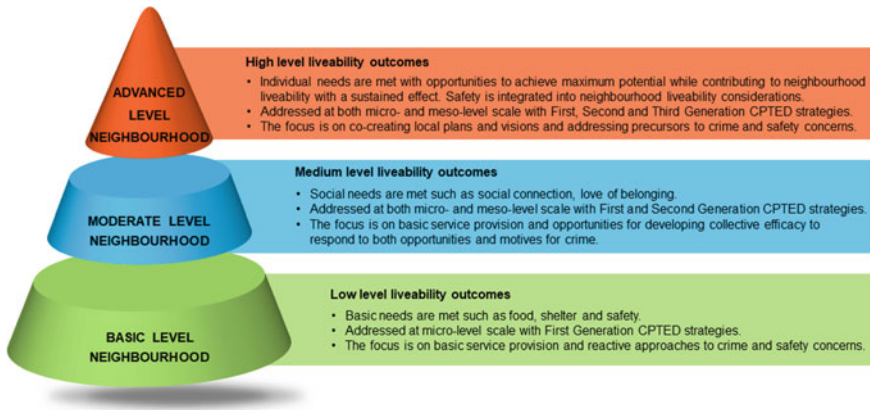 High level liveability outcomes
• Individual needs are met with opportunities to achieve maximum potential while contributing to neighbourhood
liveability with a sustained effect. Safety is integrated into neighbourhood liveability considerations.
• Addressed at both micro- and meso-level scale with First, Second and Third Generation CPTED strategies.
• The focus is on co-creating local plans and visions and addressing precursors to crime and safety concerns.
ADVANCED
LEVEL
NEIGHBOURHOOD
Medium level liveability outcomes
• Social needs are met such as social connection, love of belonging.
• Addressed at both micro- and meso-level scale with First and Second Generation CPTED strategies.
• The focus is on basic service provision and opportunities for developing collective efficacy to
respond to both opportunities and motives for crime.
MODERATE LEVEL
NEIGHBOURHOOD
Low level liveability outcomes
• Basic needs are met such as food, shelter and safety.
• Addressed at micro-level scale with First Generation CPTED strategies.
• The focus is on basic service provision and reactive approaches to crime and safety concerns.
BASIC LEVEL
NEIGHBOURHOOD